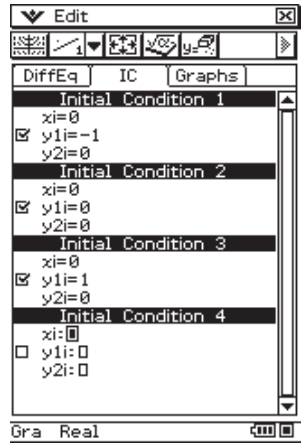 Edit
1 y=
DiffEq IC Graphs
Initial Condition 1
xi=0
y1i=-1
y2i=0
Initial Condition 2
xi=0
y1i=0
y2i=0
Initial Condition 3
xi=0
y1i=1
y2i=0
Initial Condition 4
xi:
y1i:
y2i:
Gra Real